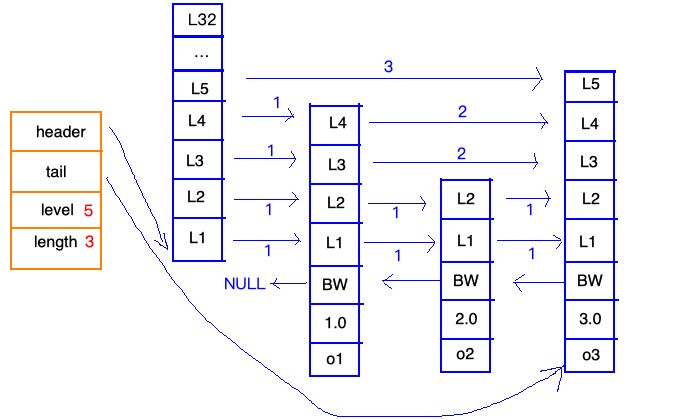 L32
...
L5
L4
L3
L2
L1
header
tail
level 5
length 3
3
1
1
1
1
2
2
1
1
1
1
L4
L3
L2
L1
BW
1.0
o1
NULL
L2
L1
BW
2.0
o2
L5
L4
L3
L2
L1
BW
3.0
o3